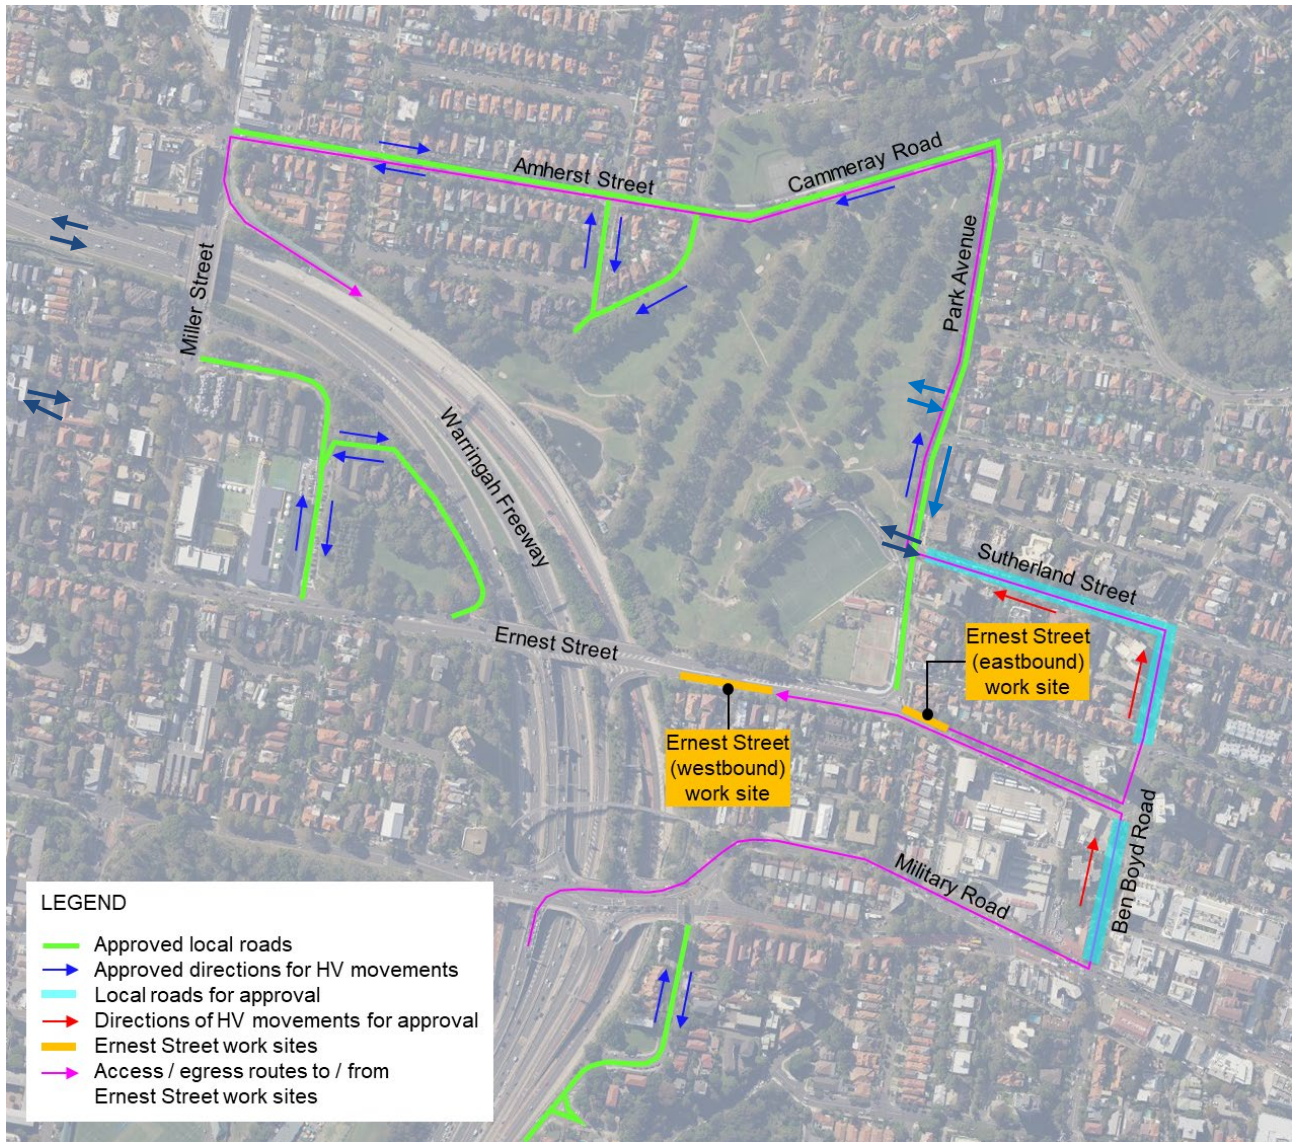 Amherst Street
Cammeray Road
Park Avenue
Miller Street
Warringah Freeway
Sutherland Street
Ernest Street
Ernest Street
(eastbound)
work site
Ernest Street
(westbound)
work site
Ben Boyd Road
Military Road
LEGEND
Approved local roads
Approved directions for HV movements
Local roads for approval
Directions of HV movements for approval
Ernest Street work sites
Access / egress routes to / from
Ernest Street work sites